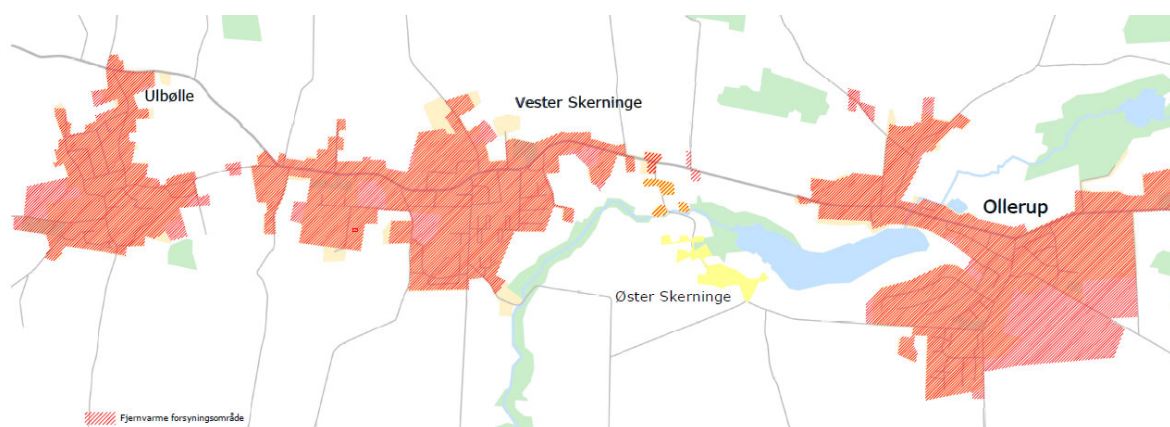 Ulbølle
Vester Skerninge
Ollerup
Øster Skerninge
Fjernvarme forsyningsområde